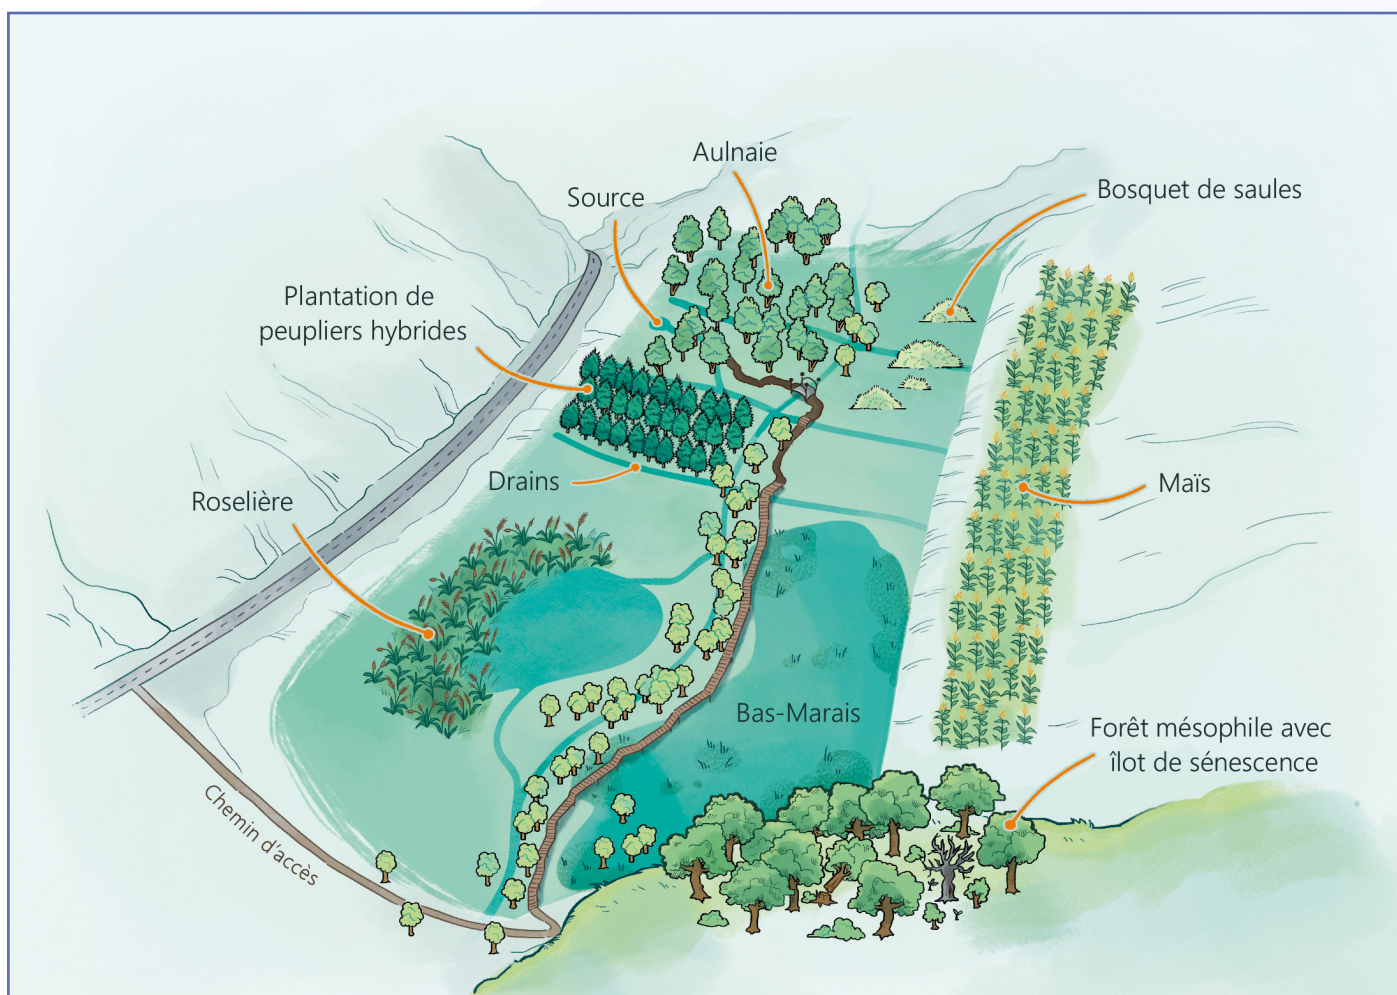 Aulnaie
Bosquet de saules
Source
Plantation de
peupliers hybrides
Drains
Maïs
Roselière
Bas-Marais
Forêt mésophile avec
îlot de sénescence
Chemin d'accès